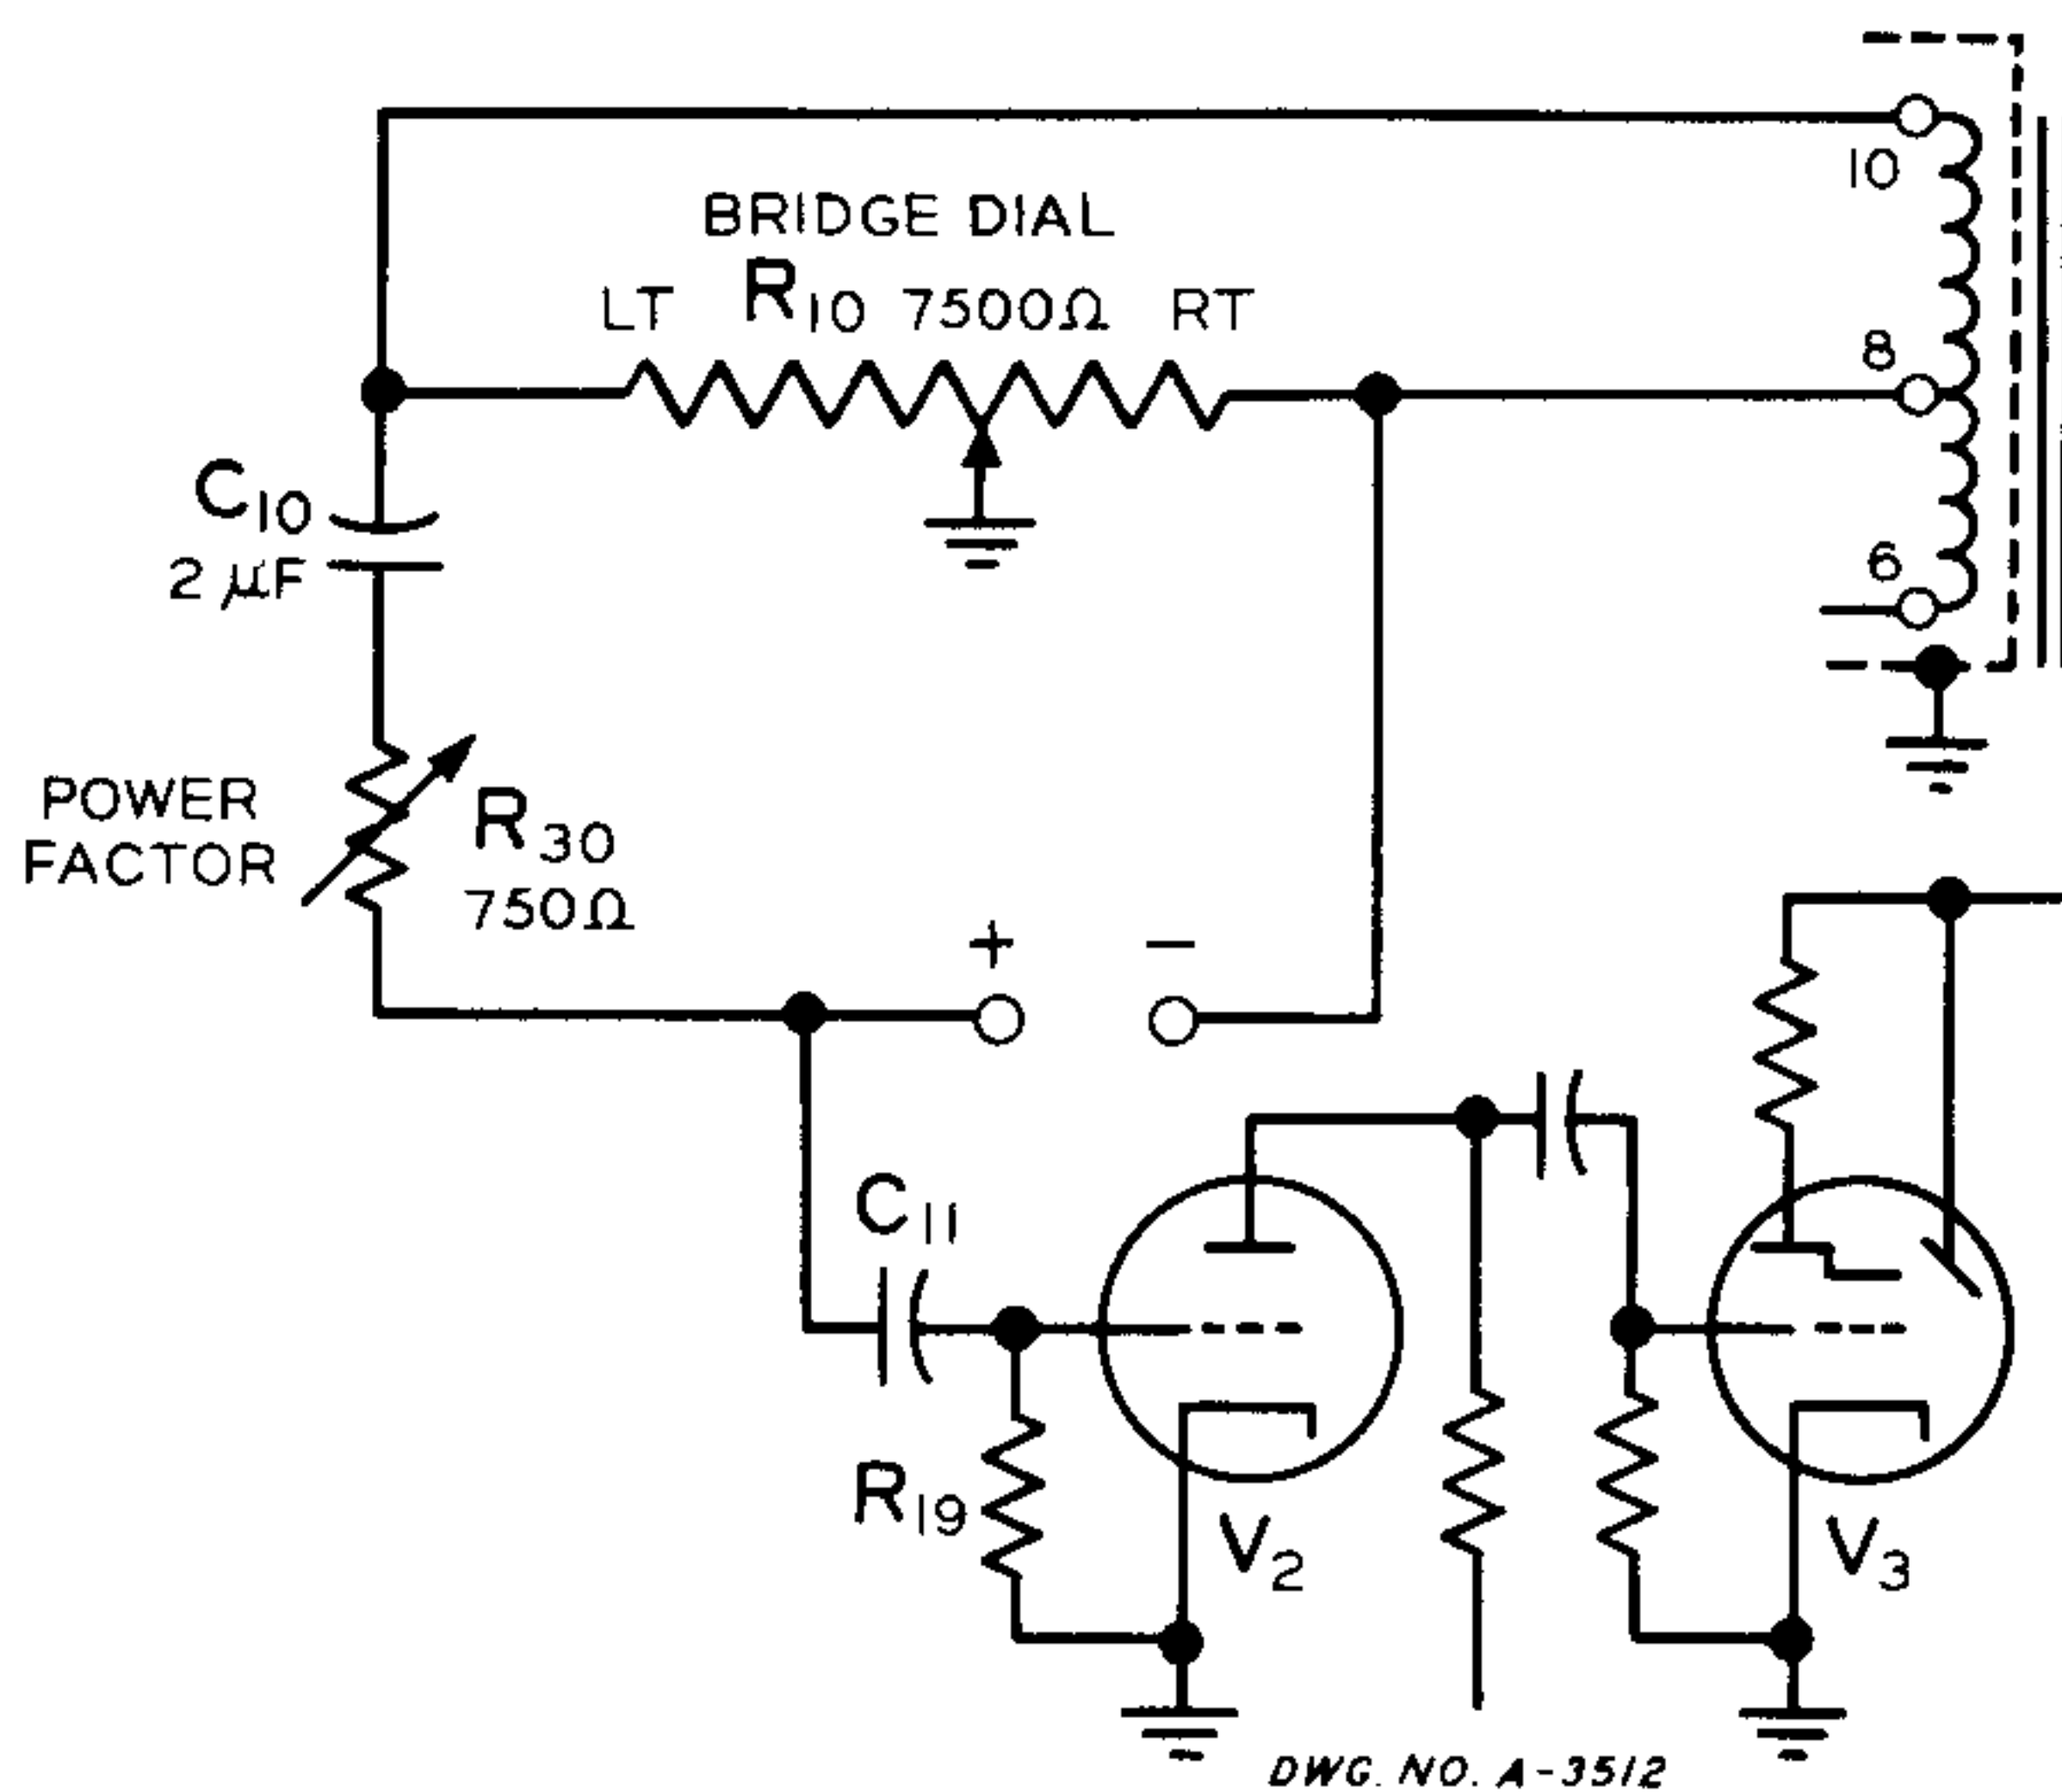 10
BRIDGE DIAL
LT R10 7500Ω RT
8
C10
2 μF
6
POWER
FACTOR
R30
750Ω
+ −
C11
R19
V2
V3
DWG. NO. A-3512